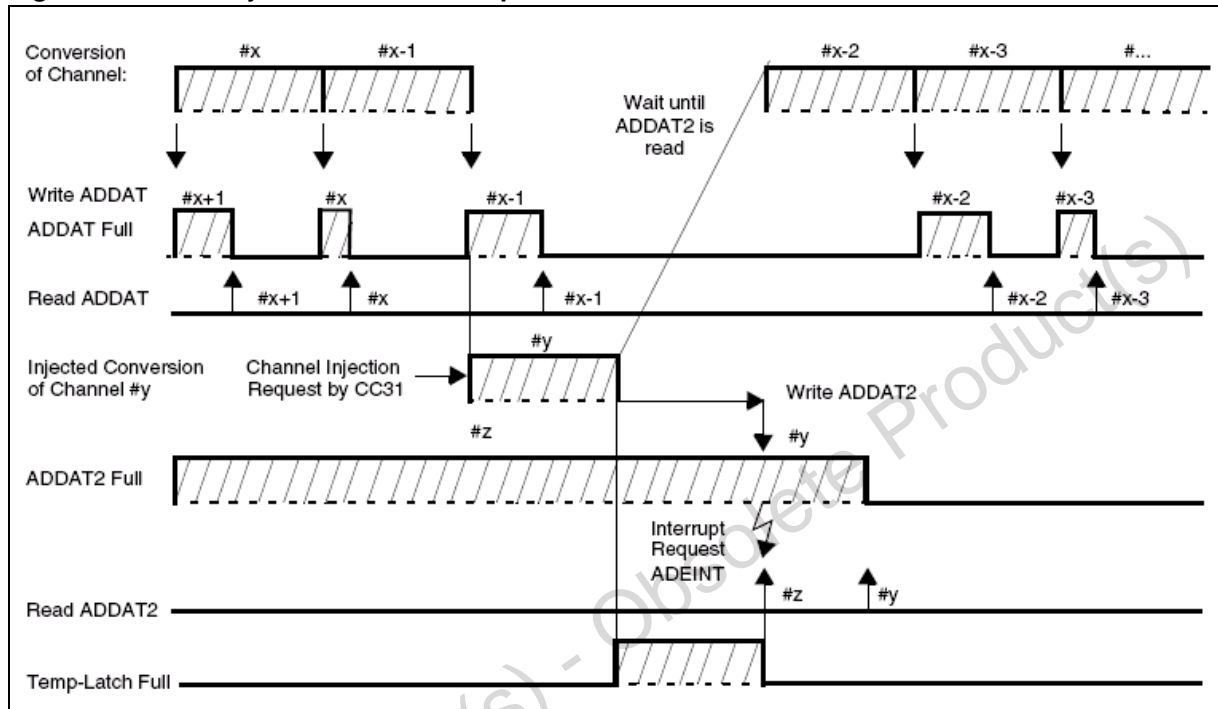 Conversion
of Channel:
#x
#x-1
#x-2
#x-3
#...
Wait until
ADDAT2 is
read
Write ADDAT
ADDAT Full
#x+1
#x
#x-1
#x-2
#x-3
Read ADDAT
#x+1
#x
#x-1
#x-2
#x-3
Injected Conversion
of Channel #y
Channel Injection
Request by CC31
#y
Write ADDAT2
#z
#y
ADDAT2 Full
Interrupt
Request
ADEINT
Read ADDAT2
#z
#y
Temp-Latch Full
(s) - Obsolete Product(s)